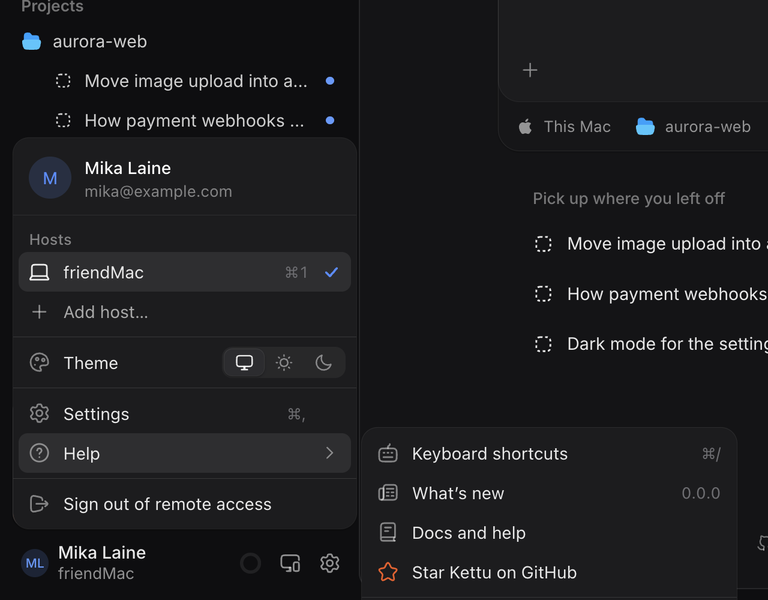 Projects
aurora-web
Move image upload into a...
How payment webhooks ...
M
Mika Laine
mika@example.com
Hosts
friendMac ⌘1
Add host...
Theme
Settings ⌘,
Help
Sign out of remote access
ML
Mika Laine
friendMac
This Mac
aurora-web
Pick up where you left off
Move image upload into
How payment webhooks
Dark mode for the setting
Keyboard shortcuts ⌘/
What's new 0.0.0
Docs and help
Star Kettu on GitHub